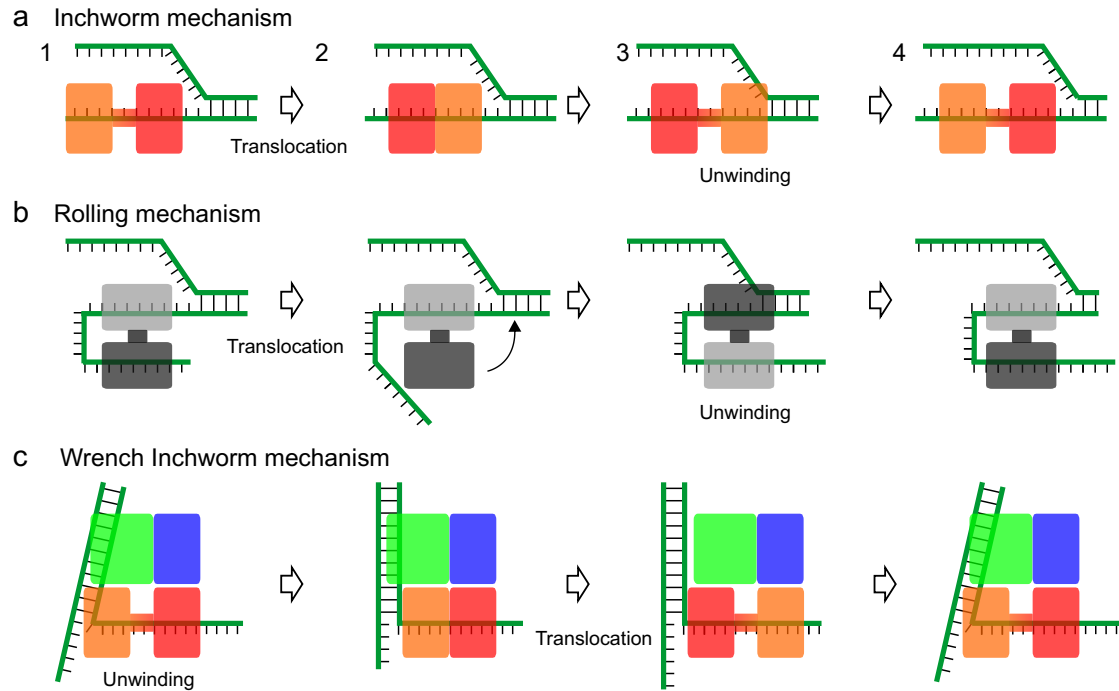 a Inchworm mechanism
1 2 3 4
Translocation
Unwinding
b Rolling mechanism
Translocation
Unwinding
c Wrench Inchworm mechanism
Translocation
Unwinding